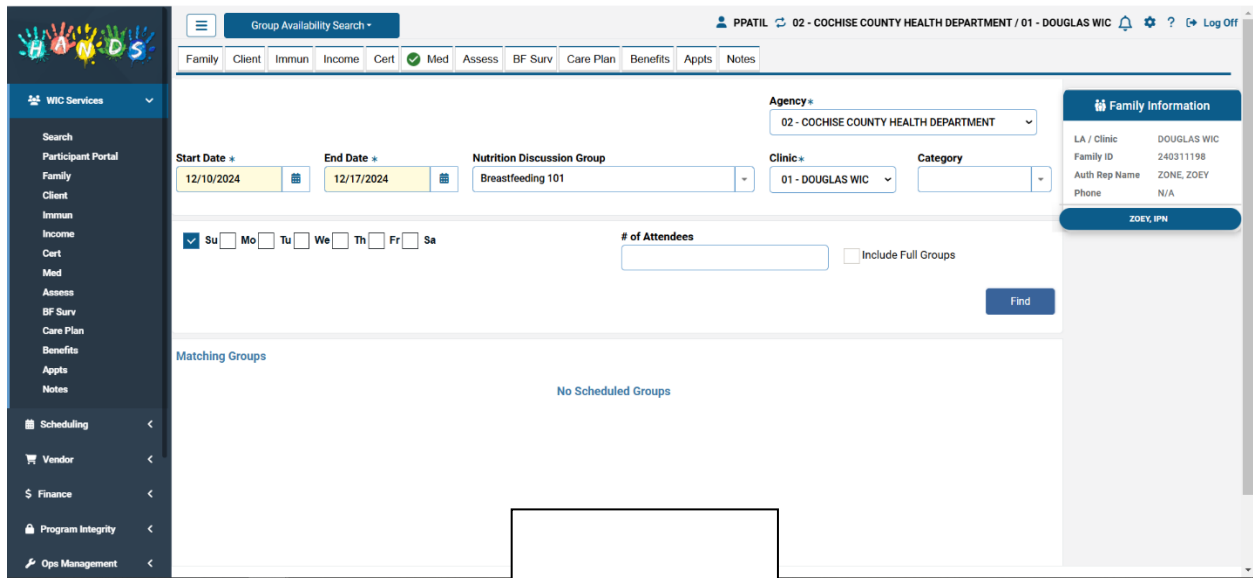 HANDS
Group Availability Search
PPATIL 02 - COCHISE COUNTY HEALTH DEPARTMENT / 01 - DOUGLAS WIC ? Log Off
Family Client Immun Income Cert Med Assess BF Surv Care Plan Benefits Appts Notes
WIC Services
Search
Participant Portal
Family
Client
Immun
Income
Cert
Med
Assess
BF Surv
Care Plan
Benefits
Appts
Notes
Scheduling
Vendor
$ Finance
Program Integrity
Ops Management
Agency*
02 - COCHISE COUNTY HEALTH DEPARTMENT
Start Date * End Date * Nutrition Discussion Group Clinic* Category
12/10/2024 12/17/2024 Breastfeeding 101 01 - DOUGLAS WIC
Su Mo Tu We Th Fr Sa
# of Attendees
Include Full Groups
Find
Matching Groups
No Scheduled Groups
Family Information
LA / Clinic DOUGLAS WIC
Family ID 240311198
Auth Rep Name ZONE, ZOEY
Phone N/A
ZOEY, IPN